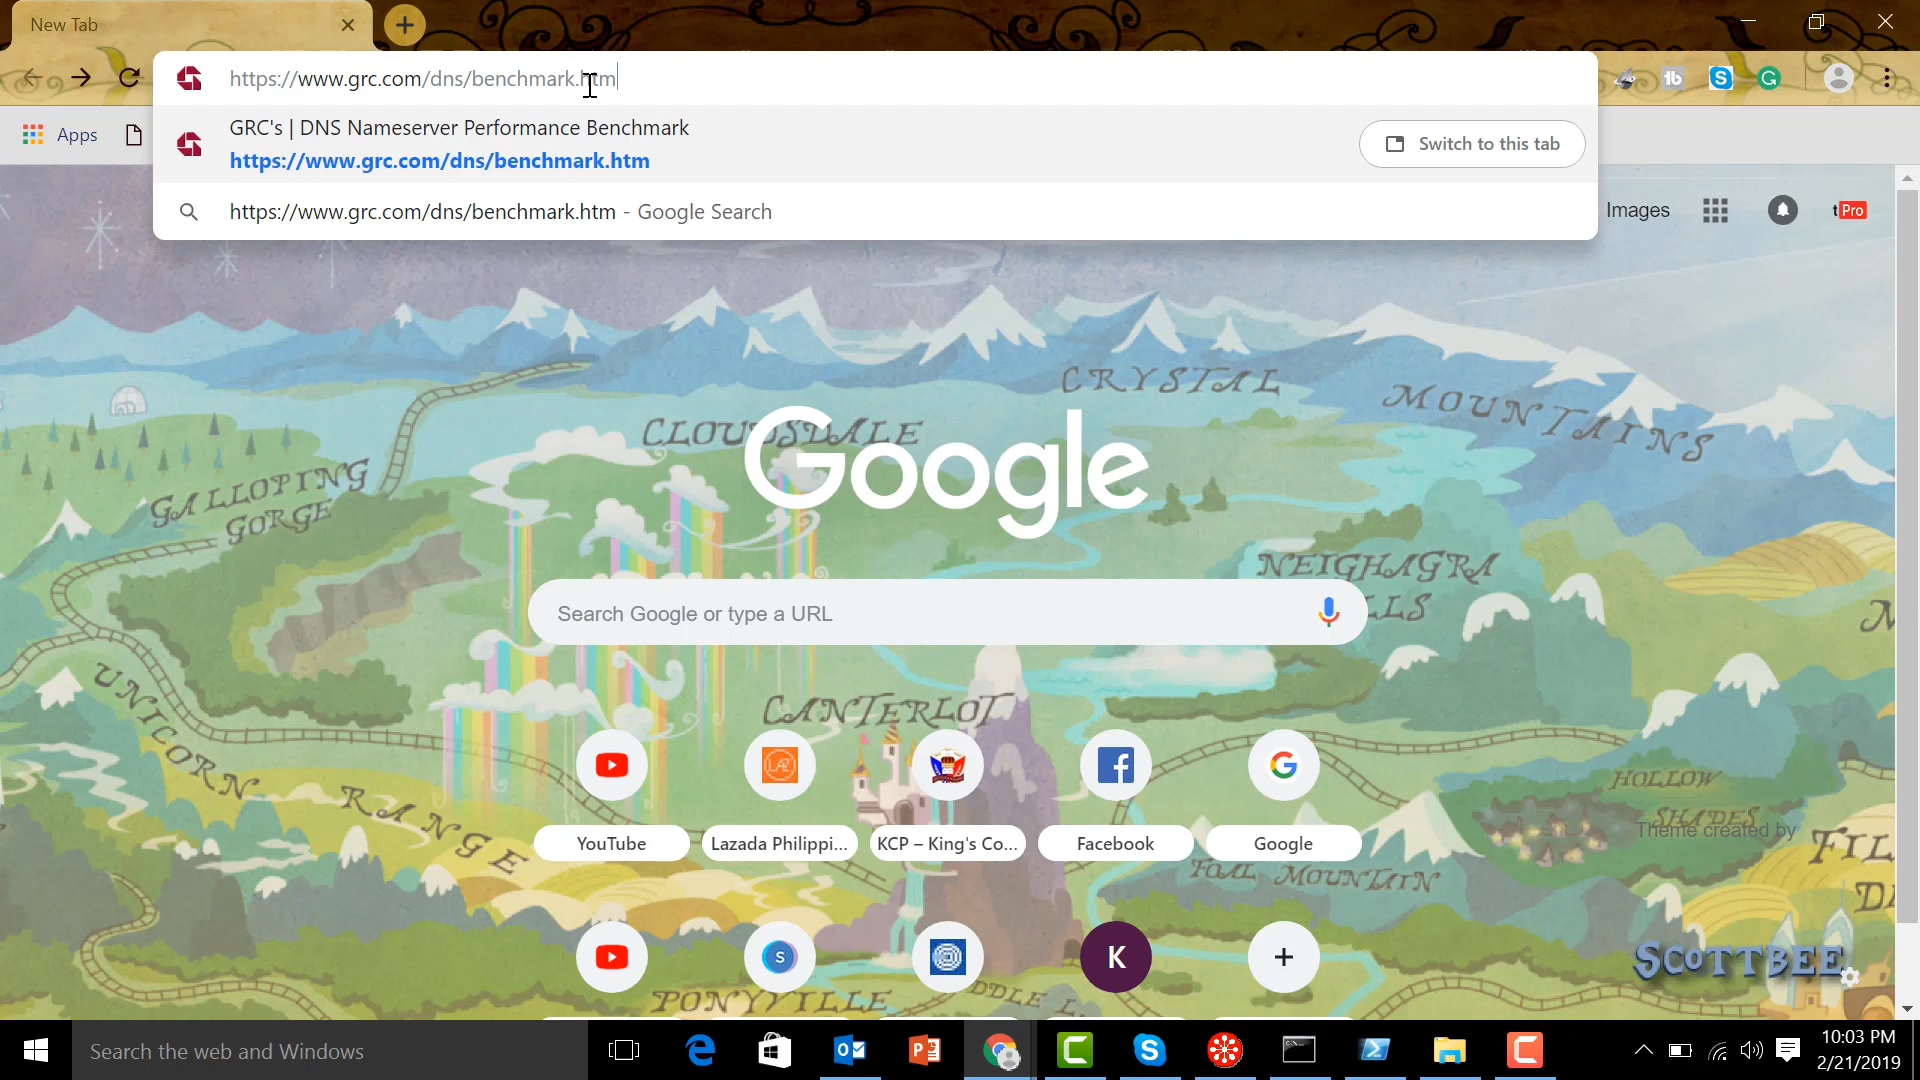 New Tab
https://www.grc.com/dns/benchmark.htm
GRC's | DNS Nameserver Performance Benchmark
https://www.grc.com/dns/benchmark.htm
Switch to this tab
https://www.grc.com/dns/benchmark.htm - Google Search
Apps
Images
tPro
CRYSTAL
MOUNTAINS
CLOUDSDALE
Google
GALLOPING
GORGE
NEIGHAGRA
Search Google or type a URL
UNICORN
RANGE
CANTERLOT
HOLLOW
SHADES
Theme created by
YouTube
Lazada Philippi...
KCP – King's Co...
Facebook
Google
FOAL MOUNTAIN
S
K
SCOTTBEE
PONYVILLE
Search the web and Windows
10:03 PM
2/21/2019